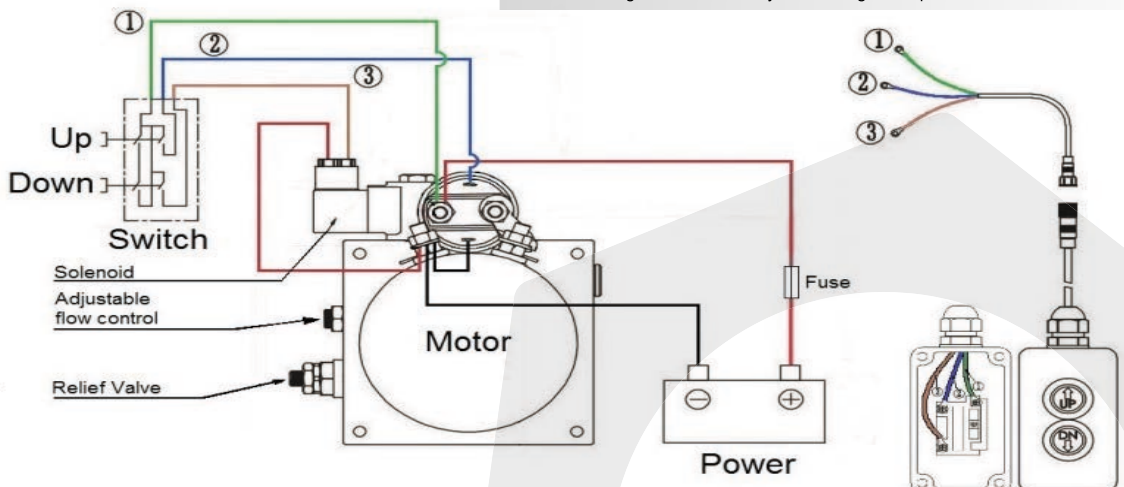 ①
②
③
Up
Down
Switch
Solenoid
Adjustable
flow control
Relief Valve
Motor
Fuse
Power
①
②
③
UP
DN